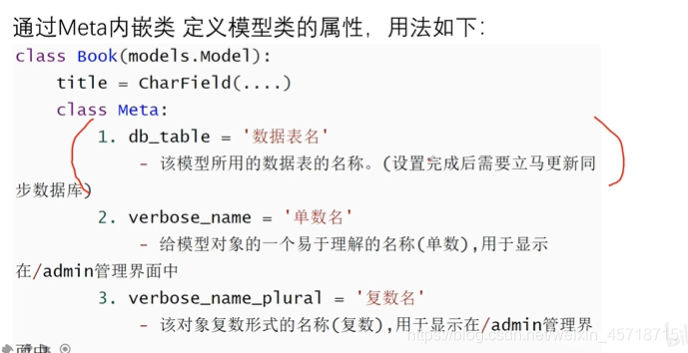 通过Meta内嵌类 定义模型类的属性，用法如下：
class Book(models.Model):
title = CharField(....)
class Meta:
1. db_table = '数据表名'
- 该模型所用的数据表的名称。(设置完成后需要立马更新同
步数据库)
2. verbose_name = '单数名'
- 给模型对象的一个易于理解的名称(单数),用于显示
在/admin管理界面中
3. verbose_name_plural = '复数名'
- 该对象复数形式的名称(复数),用于显示在/admin管理界
面中